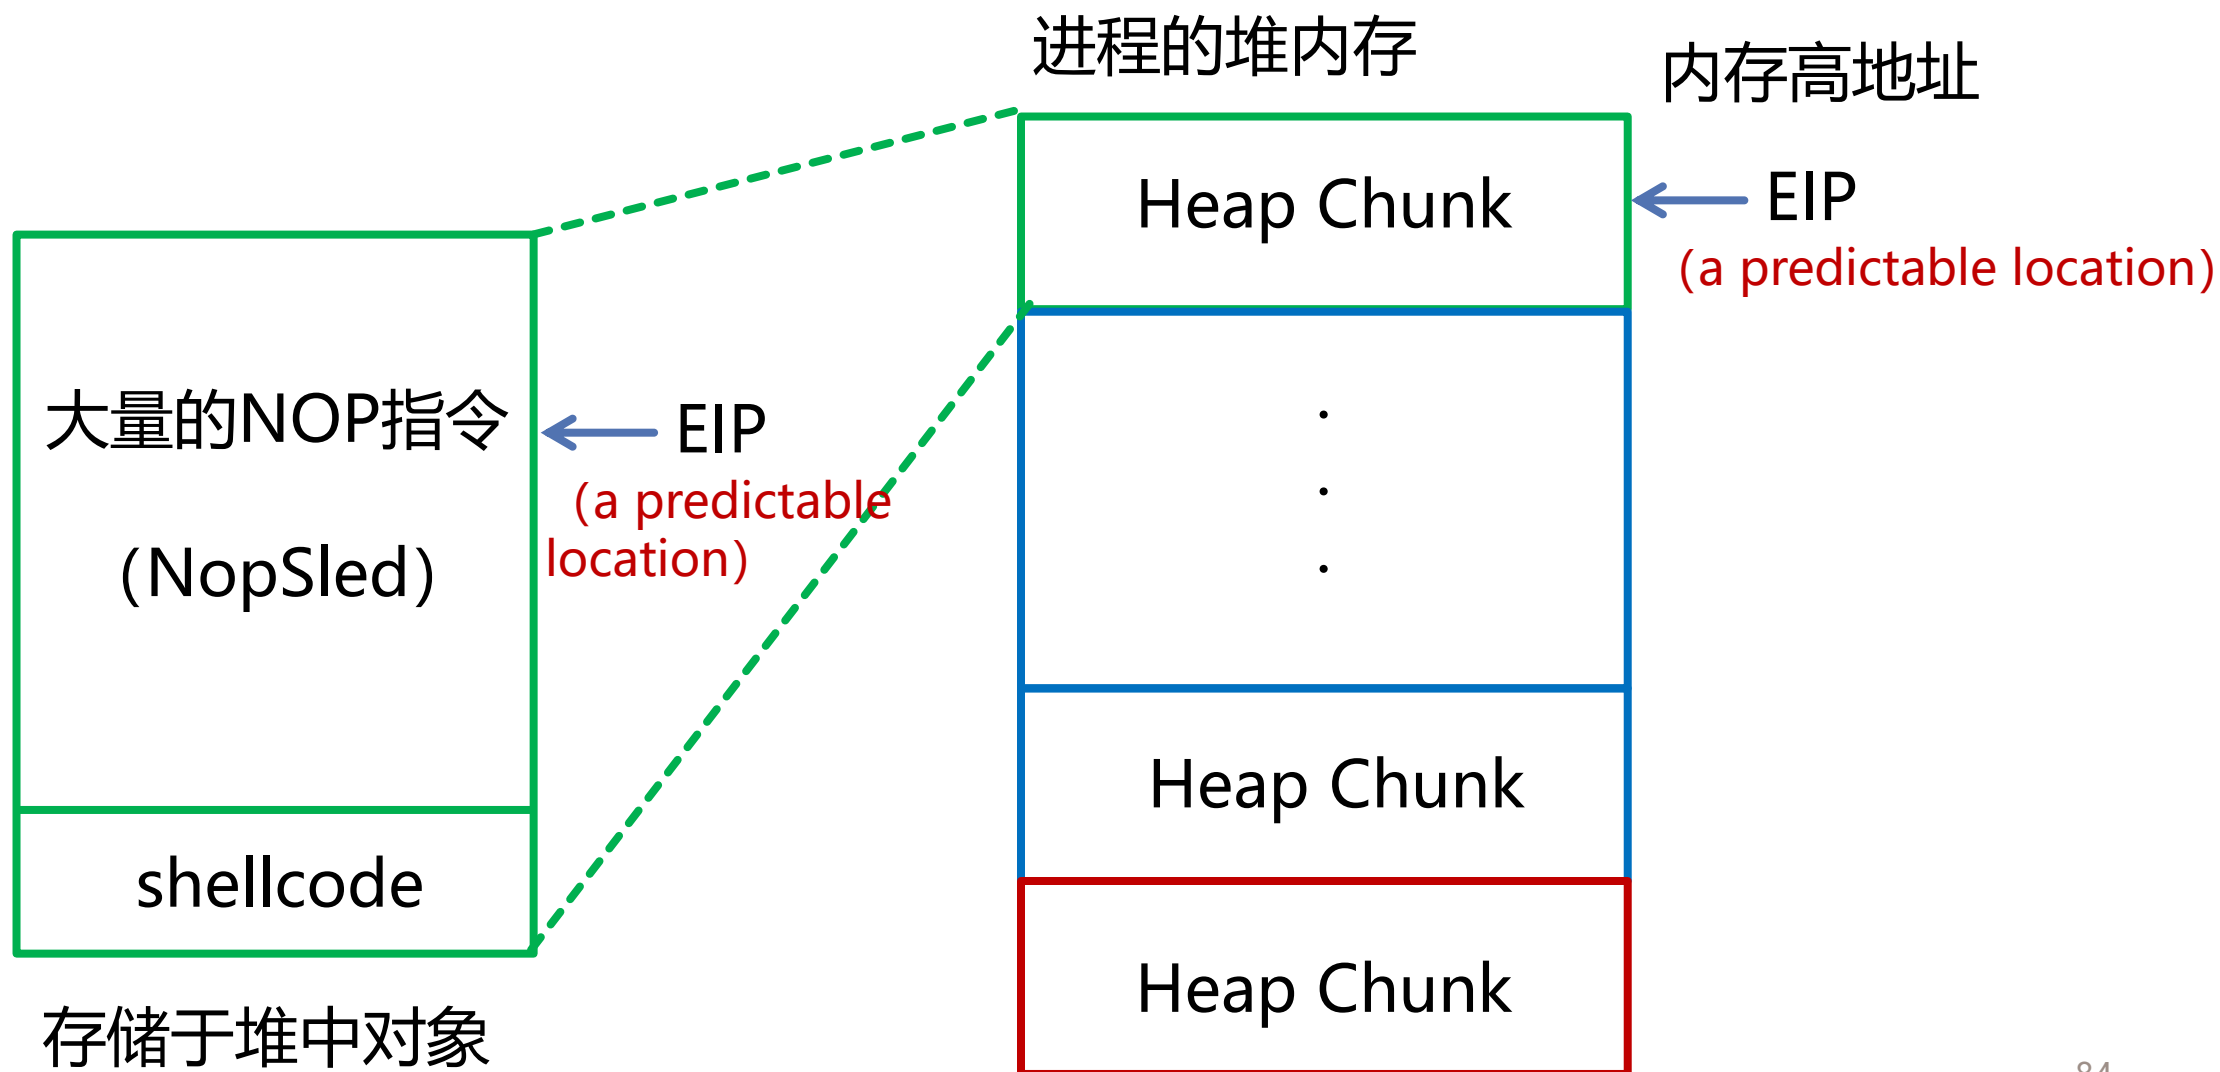 进程的堆内存
内存高地址
Heap Chunk
EIP
（a predictable location）
大量的NOP指令
（NopSled）
EIP
（a predictable
location）
shellcode
存储于堆中对象
.
.
.
Heap Chunk
Heap Chunk
84